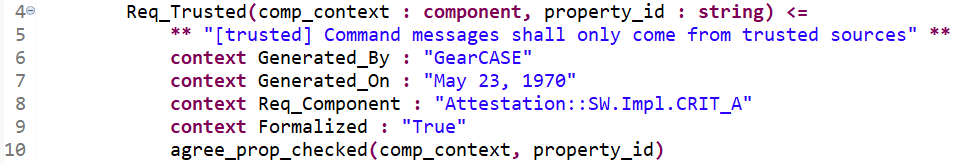 4 Req_Trusted(comp_context : component, property_id : string) <=
5 ** "[trusted] Command messages shall only come from trusted sources" **
6 context Generated_By : "GearCASE"
7 context Generated_On : "May 23, 1970"
8 context Req_Component : "Attestation::SW.Impl.CRIT_A"
9 context Formalized : "True"
10 agree_prop_checked(comp_context, property_id)